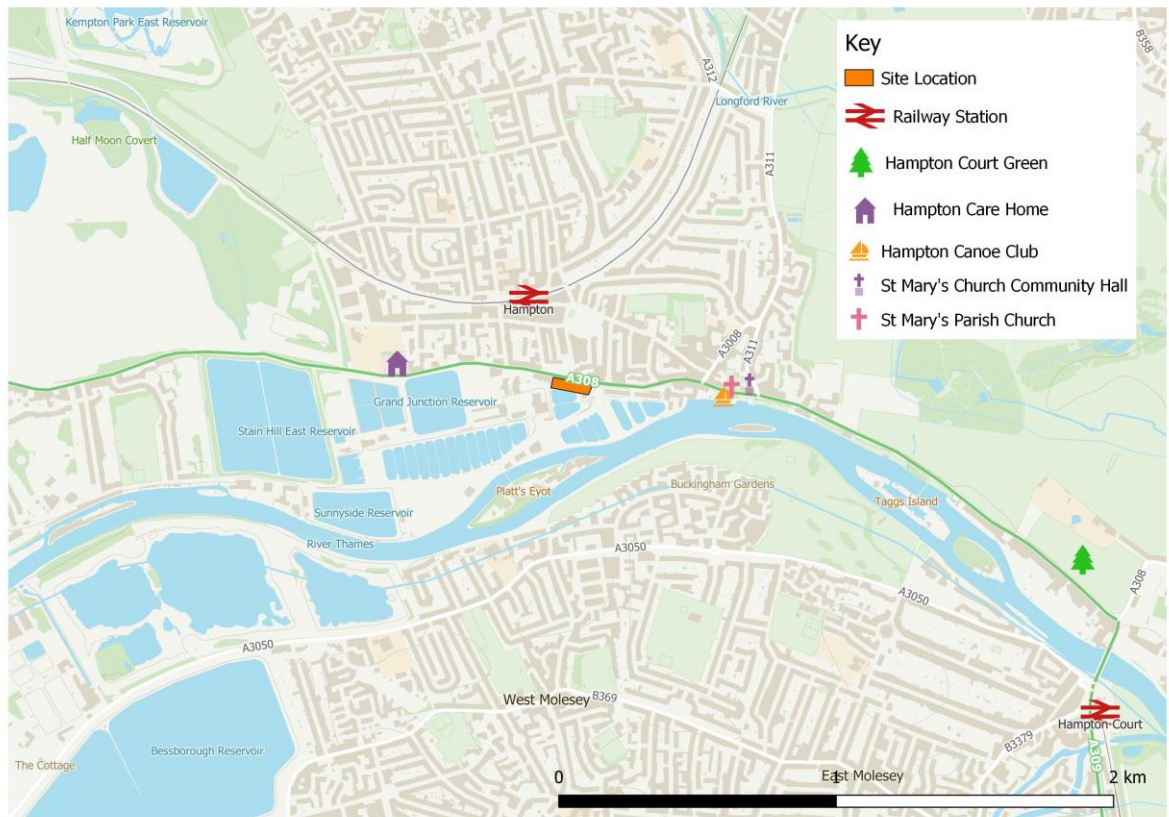 Kempton Park East Reservoir
Key
Site Location
Railway Station
Hampton Court Green
Hampton Care Home
Hampton Canoe Club
St Mary's Church Community Hall
St Mary's Parish Church
B358
A312
Longford River
Half Moon Covert
A311
Hampton
A3008
A311
A308
Grand Junction Reservoir
Stain Hill East Reservoir
Platt's Eyot
Buckingham Gardens
Taggs Island
Sunnyside Reservoir
River Thames
A3050
A308
A3050
A3050
West Molesey
B369
Hampton Court
B3379
A309
Bessborough Reservoir
The Cottage
East Molesey
0
1
2 km